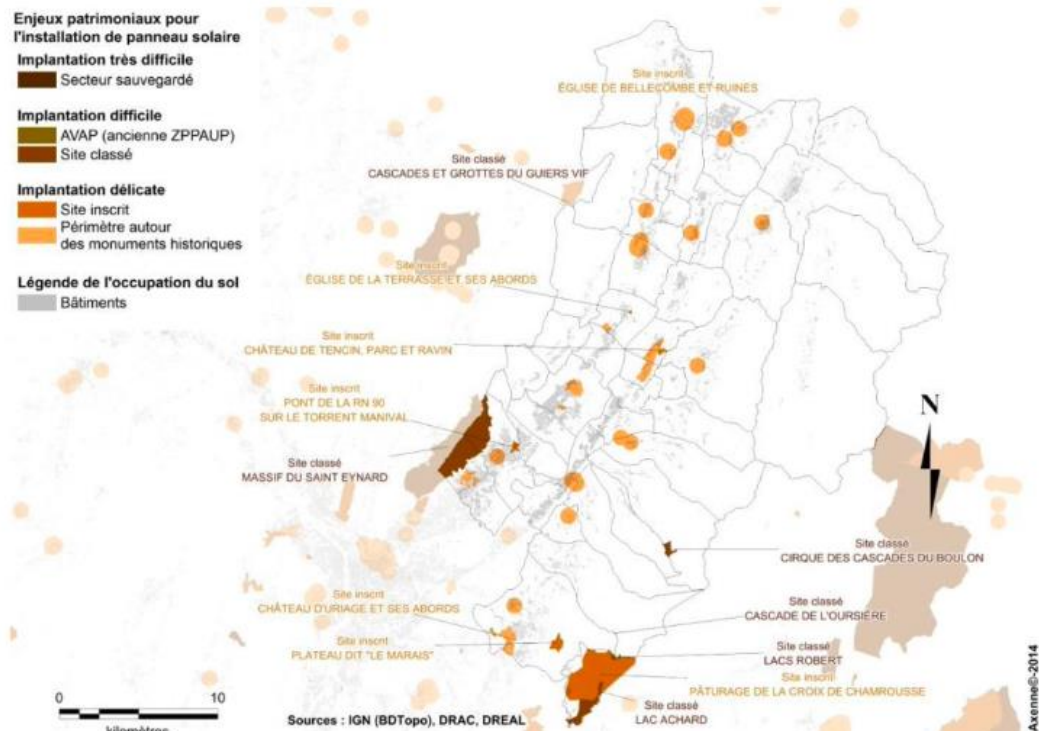 Enjeux patrimoniaux pour
l'installation de panneau solaire
Implantation très difficile
Secteur sauvegardé
Implantation difficile
AVAP (ancienne ZPPAUP)
Site classé
Implantation délicate
Site inscrit
Périmètre autour
des monuments historiques
Légende de l'occupation du sol
Bâtiments
Site inscrit
ÉGLISE DE BELLECOMBE ET RUINES
Site classé
CASCADES ET GROTTES DU GUIERS VIF
Site inscrit
ÉGLISE DE LA TERRASSE ET SES ABORDS
Site inscrit
CHÂTEAU DE TENCIN, PARC ET RAVIN
Site inscrit
PONT DE LA RN 90
SUR LE TORRENT MANIVAL
Site classé
MASSIF DU SAINT EYNARD
N
Site classé
CIRQUE DES CASCADES DU BOULON
Site inscrit
CHÂTEAU D'URIAGE ET SES ABORDS
Site classé
CASCADE DE L'OURSIÈRE
Site inscrit
PLATEAU DIT "LE MARAIS"
Site classé
LACS ROBERT
Site inscrit
PÂTURAGE DE LA CROIX DE CHAMROUSSE
Site classé
LAC ACHARD
0 10
kilomètres
Sources : IGN (BDTopo), DRAC, DREAL
Axenne©-2014